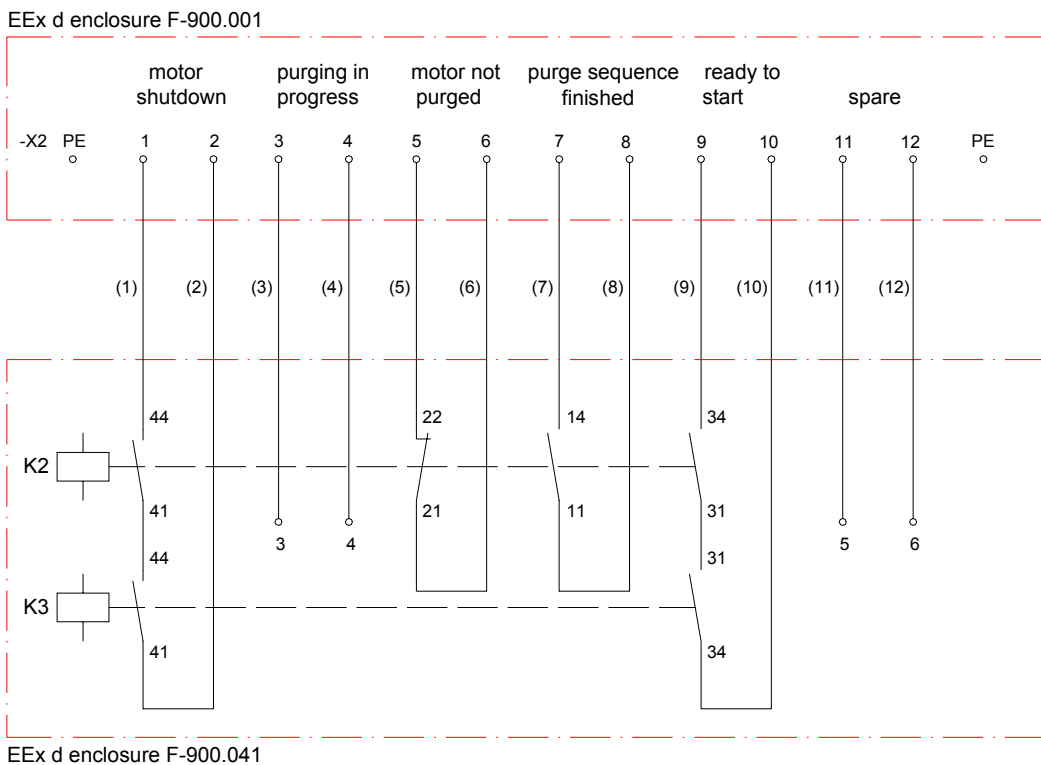 EEx d enclosure F-900.001
motor shutdown
purging in progress
motor not purged
purge sequence finished
ready to start
spare
-X2 PE 1 2 3 4 5 6 7 8 9 10 11 12 PE
(1) (2) (3) (4) (5) (6) (7) (8) (9) (10) (11) (12)
44 22 14 34
K2
41 21 11 31
3 4 5 6
44 31
K3
41 34
EEx d enclosure F-900.041